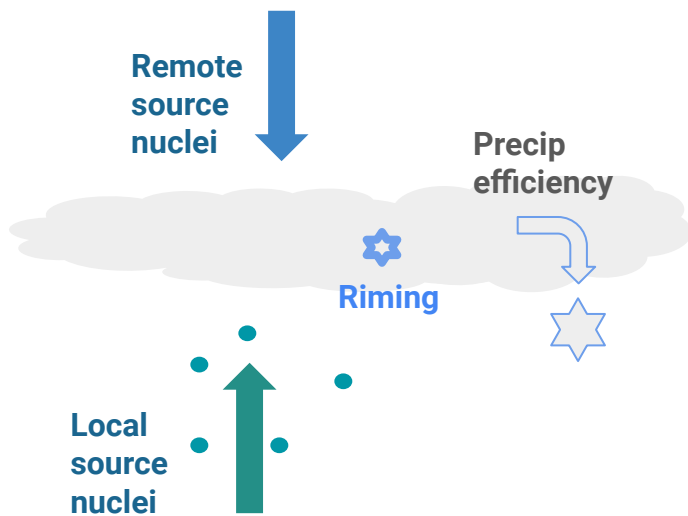 Remote
source
nuclei
Precip
efficiency
Riming
Local
source
nuclei